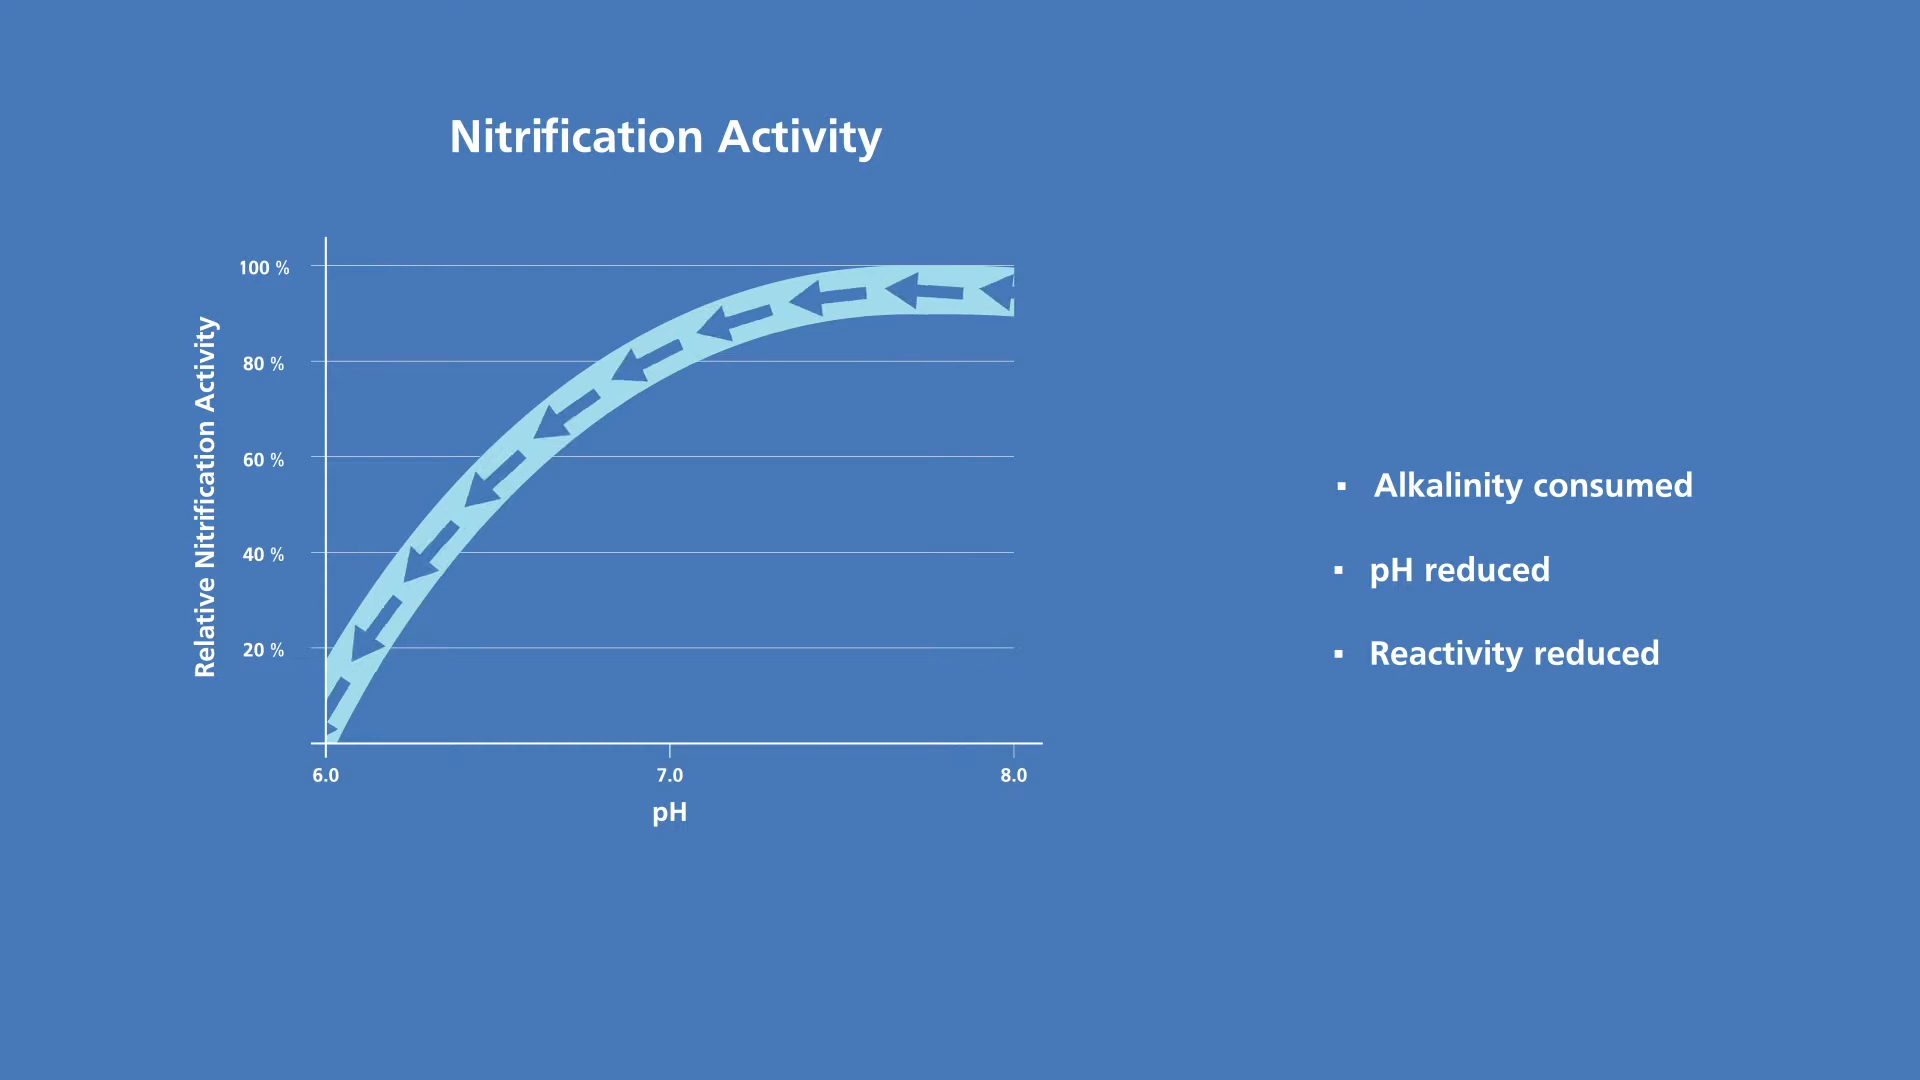 Nitrification Activity
Relative Nitrification Activity
100 %
80 %
60 %
40 %
20 %
6.0
7.0
8.0
pH
▪ Alkalinity consumed
▪ pH reduced
▪ Reactivity reduced